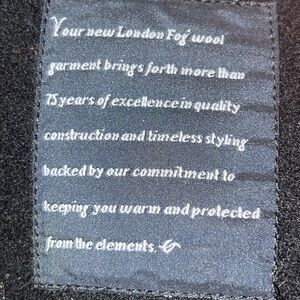 Your new London Fog® wool
garment brings forth more than
75 years of excellence in quality
construction and timeless styling
backed by our commitment to
keeping you warm and protected
from the elements.